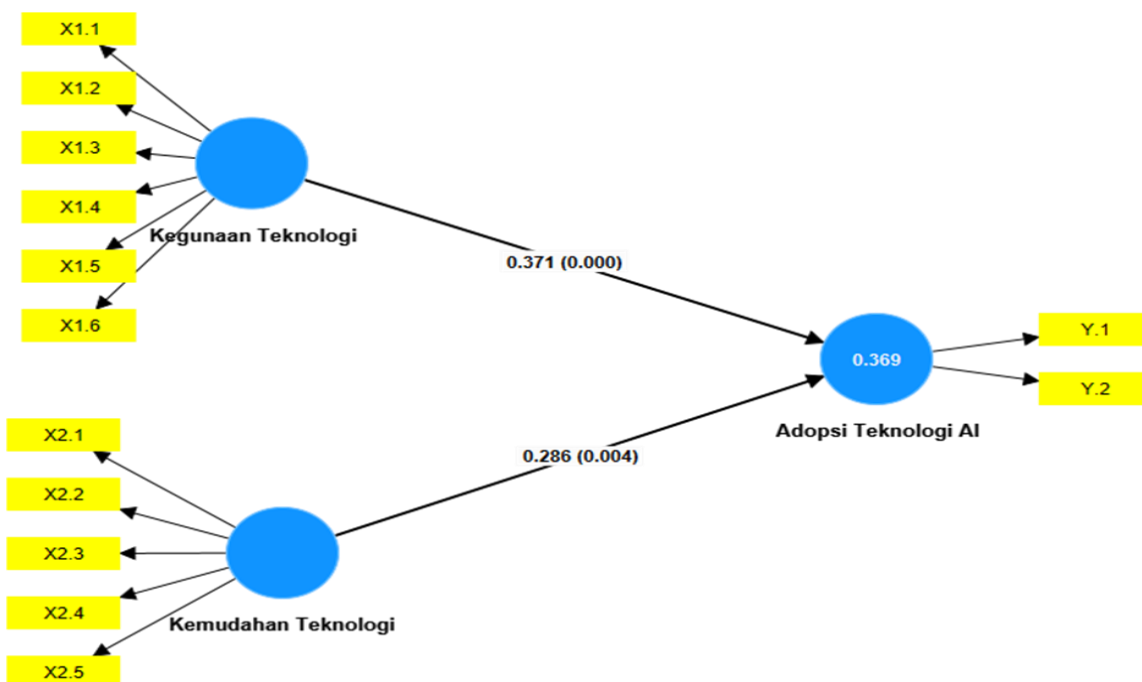 X1.1
X1.2
X1.3
X1.4
X1.5
X1.6
Kegunaan Teknologi
0.371 (0.000)
0.369
Adopsi Teknologi AI
Y.1
Y.2
0.286 (0.004)
X2.1
X2.2
X2.3
X2.4
X2.5
Kemudahan Teknologi